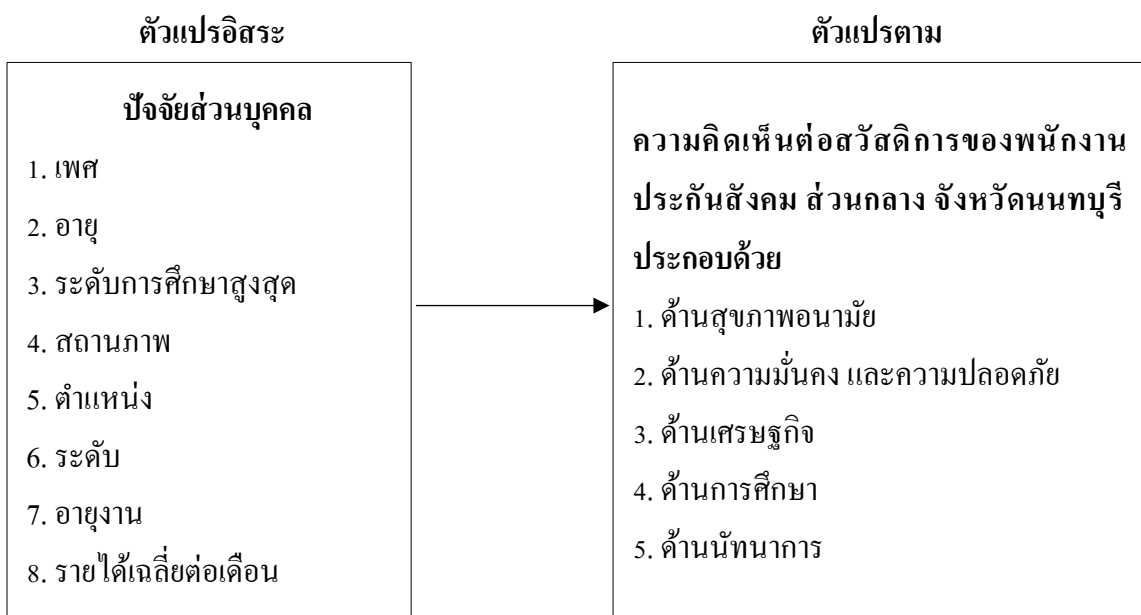 ตัวแปรอิสระ
ปัจจัยส่วนบุคคล
1. เพศ
2. อายุ
3. ระดับการศึกษาสูงสุด
4. สถานภาพ
5. ตำแหน่ง
6. ระดับ
7. อายุงาน
8. รายได้เฉลี่ยต่อเดือน
ตัวแปรตาม
ความคิดเห็นต่อสวัสดิการของพนักงาน
ประกันสังคม ส่วนกลาง จังหวัดนนทบุรี
ประกอบด้วย
1. ด้านสุขภาพอนามัย
2. ด้านความมั่นคง และความปลอดภัย
3. ด้านเศรษฐกิจ
4. ด้านการศึกษา
5. ด้านนัทนาการ